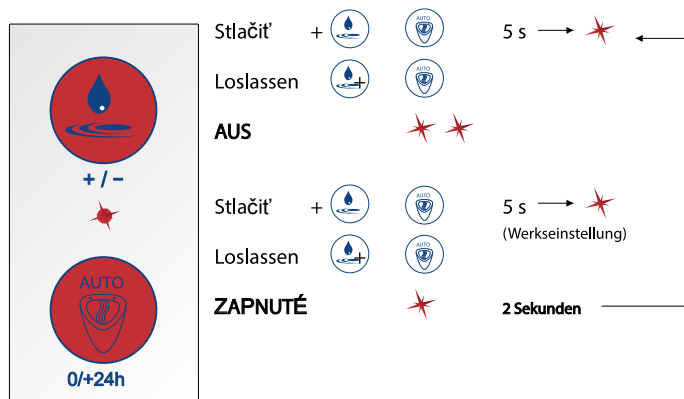 Stlačiť + AUTO 5 s
Loslassen + AUTO
AUS
+ / −
Stlačiť + AUTO 5 s
(Werkseinstellung)
Loslassen + AUTO
AUTO
ZAPNUTÉ 2 Sekunden
0/+24h